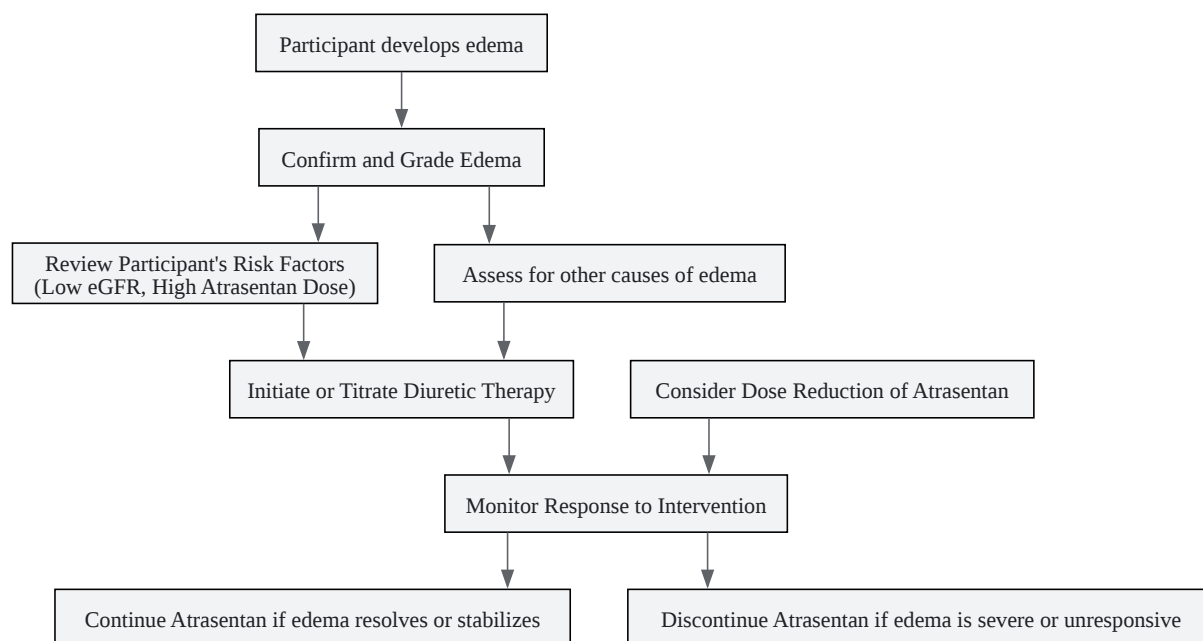 Participant develops edema
Confirm and Grade Edema
Review Participant's Risk Factors
(Low eGFR, High Atrasentan Dose)
Assess for other causes of edema
Initiate or Titrate Diuretic Therapy
Consider Dose Reduction of Atrasentan
Monitor Response to Intervention
Continue Atrasentan if edema resolves or stabilizes
Discontinue Atrasentan if edema is severe or unresponsive